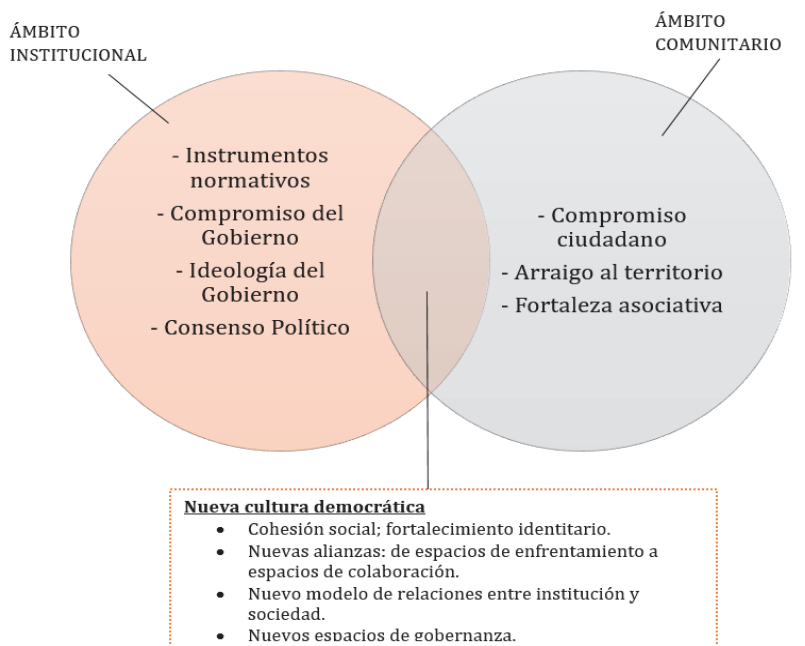 ÁMBITO
INSTITUCIONAL
ÁMBITO
COMUNITARIO
- Instrumentos
normativos
- Compromiso del
Gobierno
- Ideología del
Gobierno
- Consenso Político
- Compromiso
ciudadano
- Arraigo al territorio
- Fortaleza asociativa
Nueva cultura democrática
• Cohesión social; fortalecimiento identitario.
• Nuevas alianzas: de espacios de enfrentamiento a
espacios de colaboración.
• Nuevo modelo de relaciones entre institución y
sociedad.
• Nuevos espacios de gobernanza.